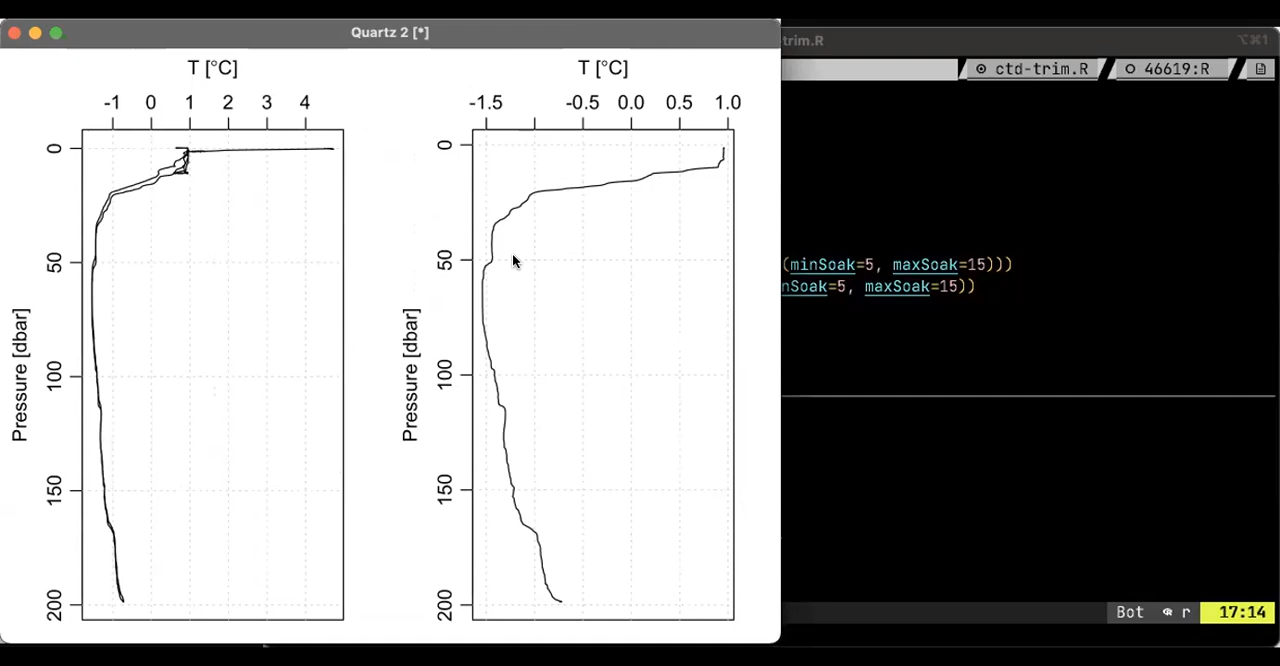 Quartz 2 [*]
trim.R
⌥⌘1
ctd-trim.R
46619:R
T [°C]
T [°C]
-1 0 1 2 3 4
-1.5 -0.5 0.0 0.5 1.0
0
50
100
150
200
Pressure [dbar]
0
50
100
150
200
Pressure [dbar]
(minSoak=5, maxSoak=15)))
nSoak=5, maxSoak=15))
Bot r 17:14